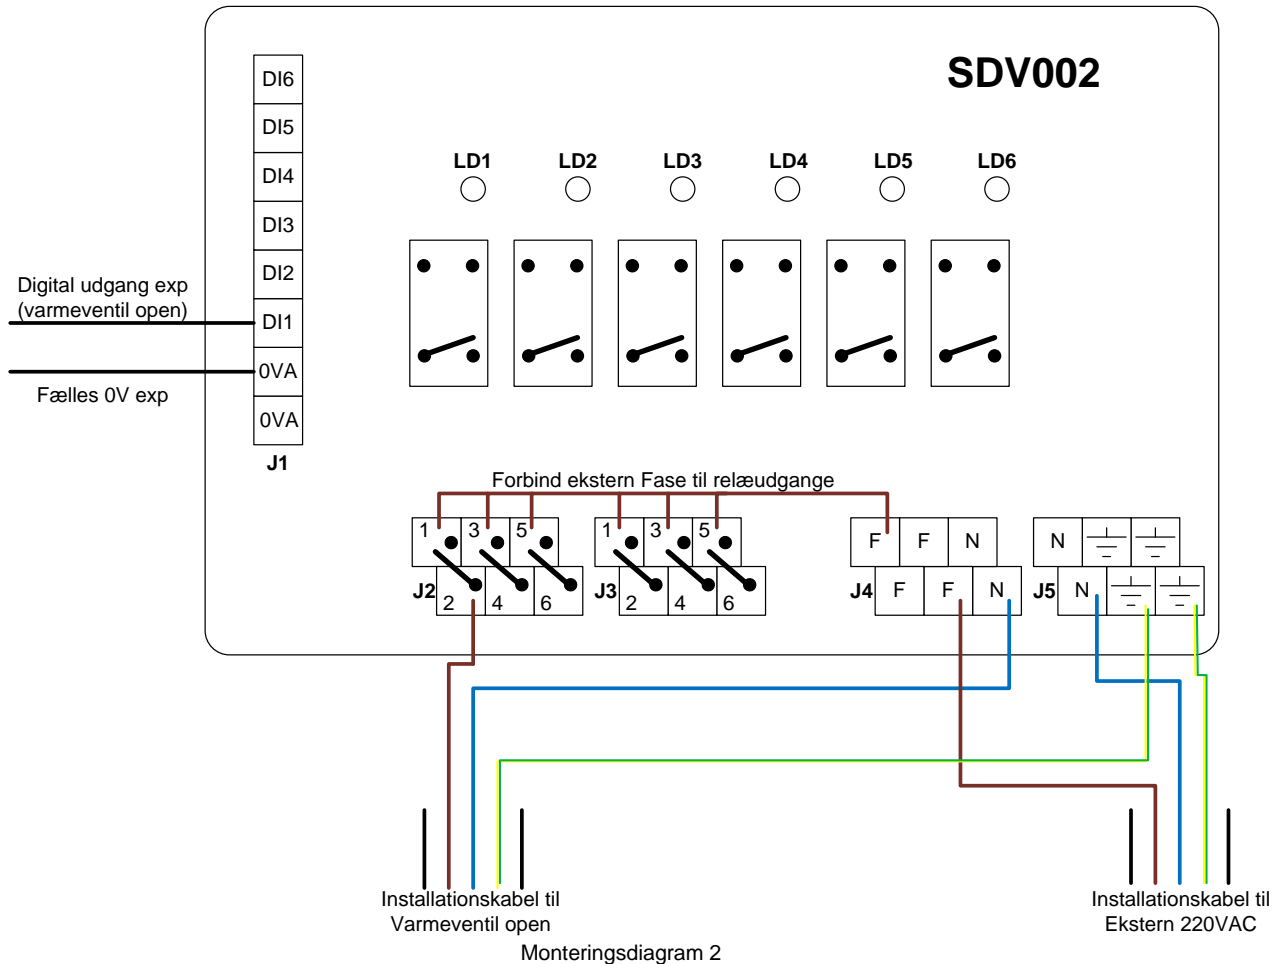 SDV002
DI6
DI5
DI4
DI3
DI2
DI1
0VA
0VA
J1
LD1 LD2 LD3 LD4 LD5 LD6
Digital udgang exp
(varmeventil open)
Fælles 0V exp
Forbind ekstern Fase til relæudgange
1 3 5
J2 2 4 6
1 3 5
J3 2 4 6
F F N
J4 F F N
N
J5 N
Installationskabel til
Varmeventil open
Installationskabel til
Ekstern 220VAC
Monteringsdiagram 2